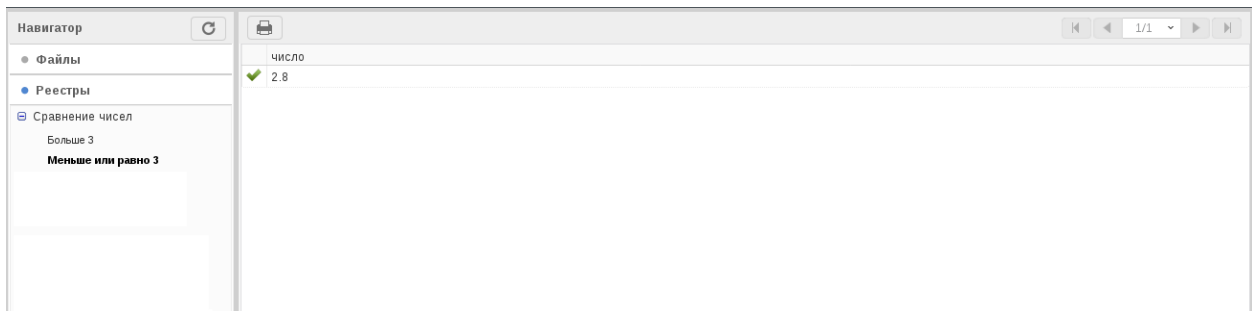 Навигатор
1/1
Файлы
Реестры
Сравнение чисел
Больше 3
Меньше или равно 3
число
2.8